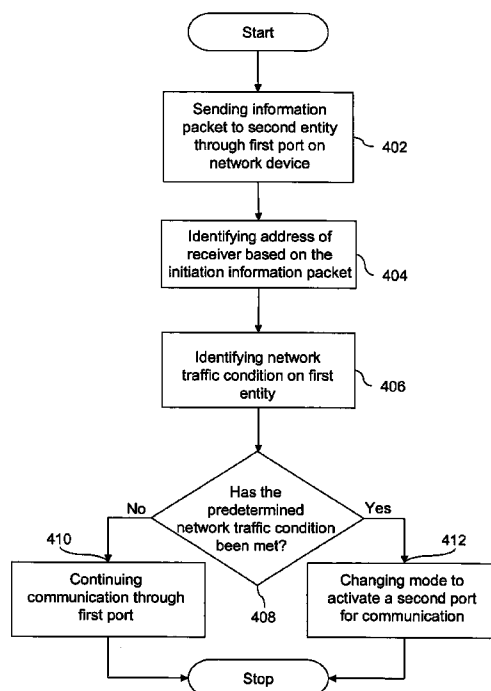 Start
Sending information
packet to second entity
through first port on
network device
402
Identifying address of
receiver based on the
initiation information packet
404
Identifying network
traffic condition on first
entity
406
Has the
predetermined
network traffic condition
been met?
No
Yes
408
410
Continuing
communication through
first port
412
Changing mode to
activate a second port
for communication
Stop